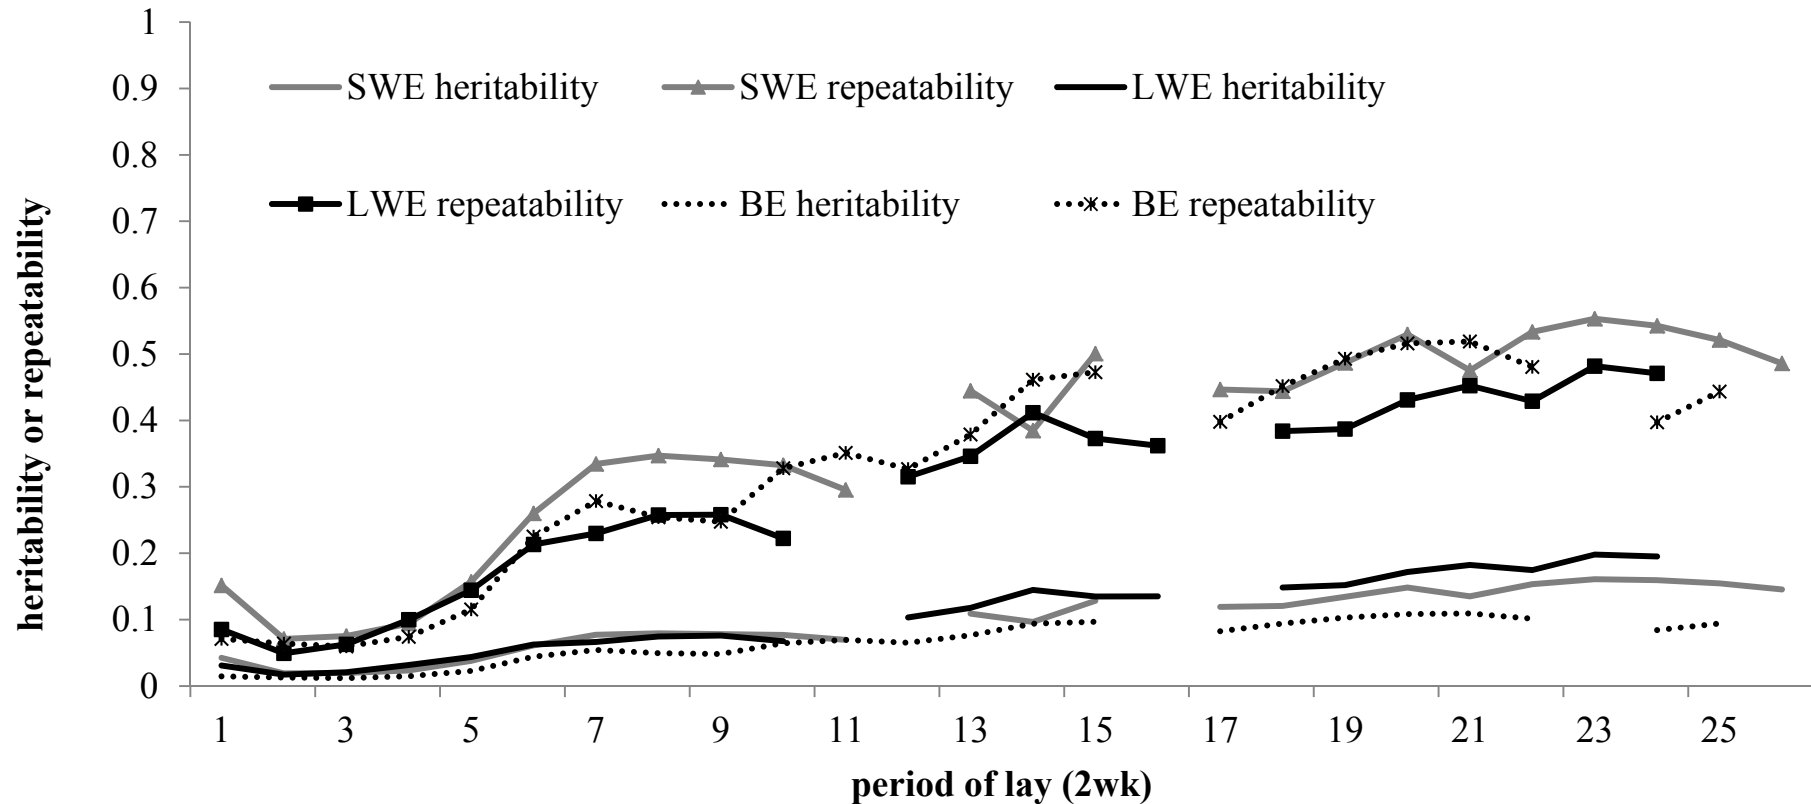 1
0.9
0.8
0.7
0.6
0.5
0.4
0.3
0.2
0.1
0
heritability or repeatability
SWE heritability SWE repeatability LWE heritability
LWE repeatability BE heritability BE repeatability
1 3 5 7 9 11 13 15 17 19 21 23 25
period of lay (2wk)